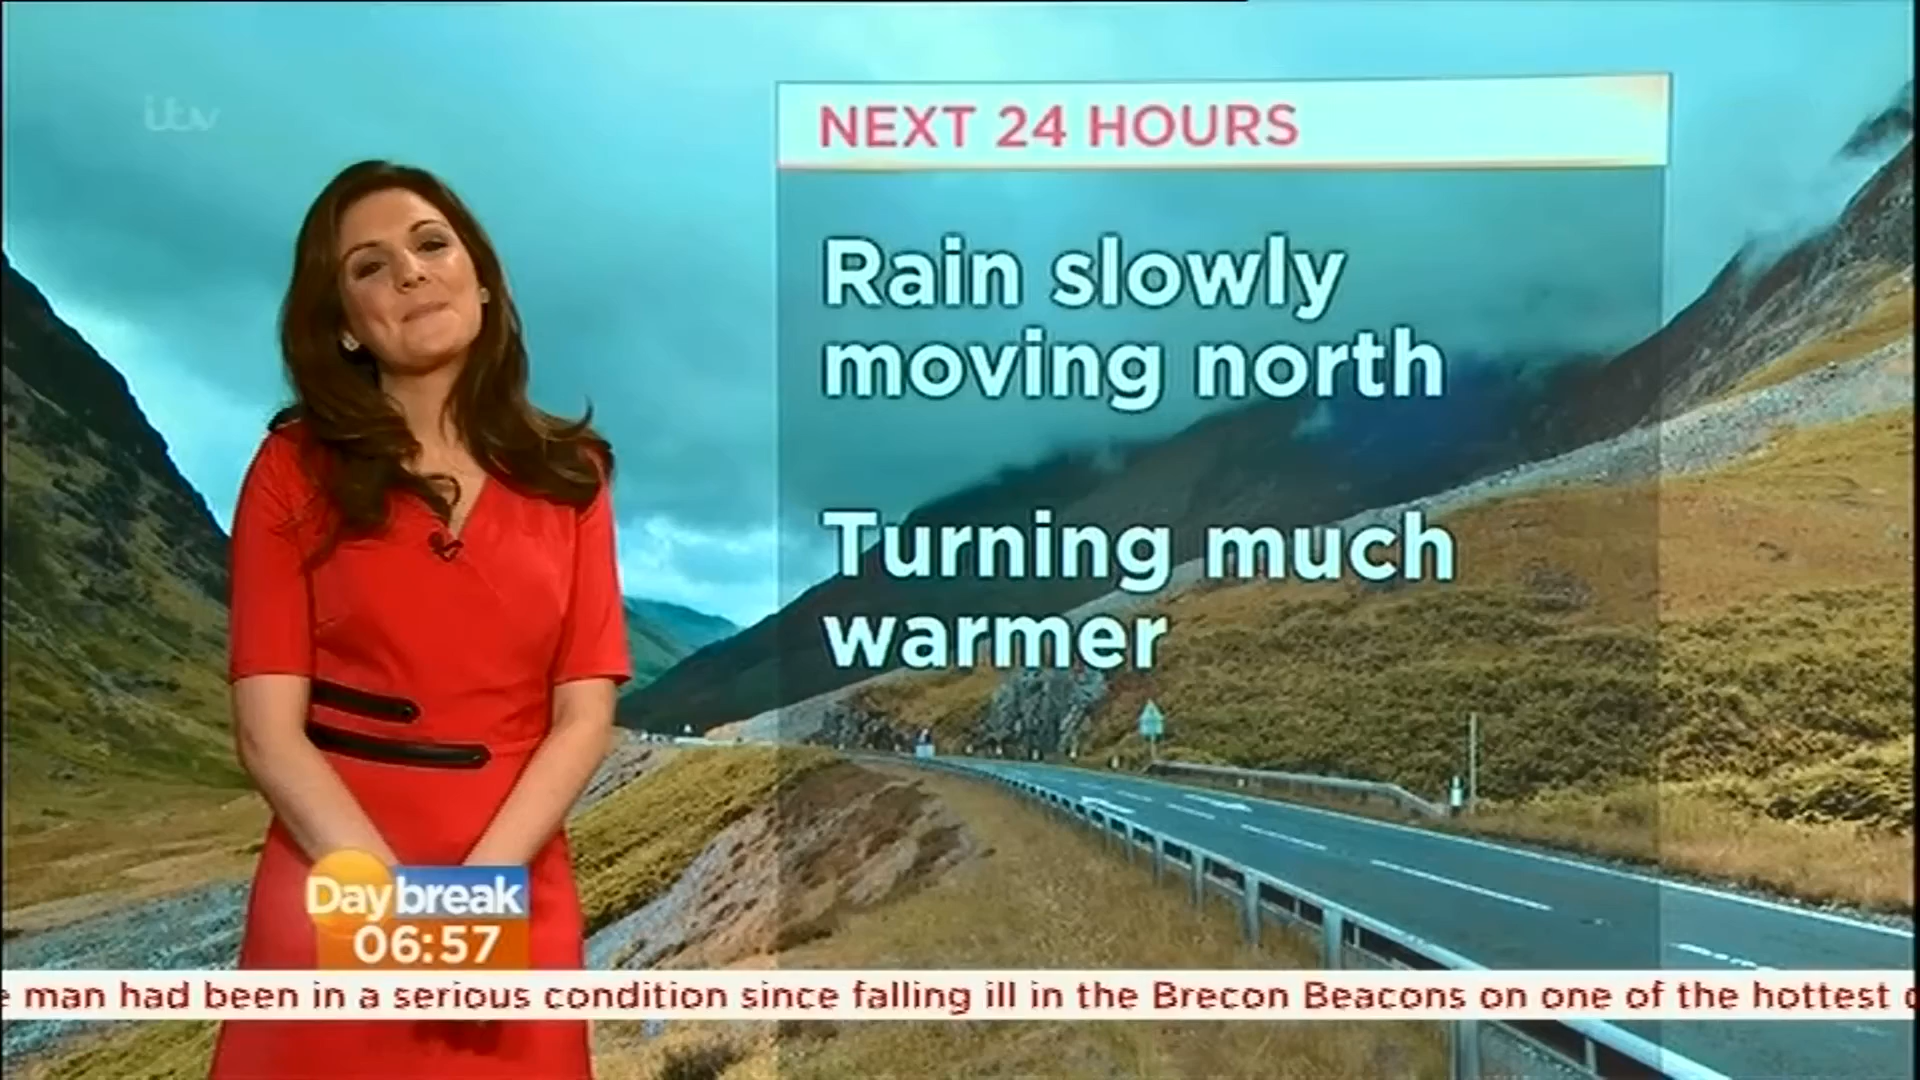 itv
NEXT 24 HOURS
Rain slowly
moving north
Turning much
warmer
Daybreak
06:57
man had been in a serious condition since falling ill in the Brecon Beacons on one of the hottest